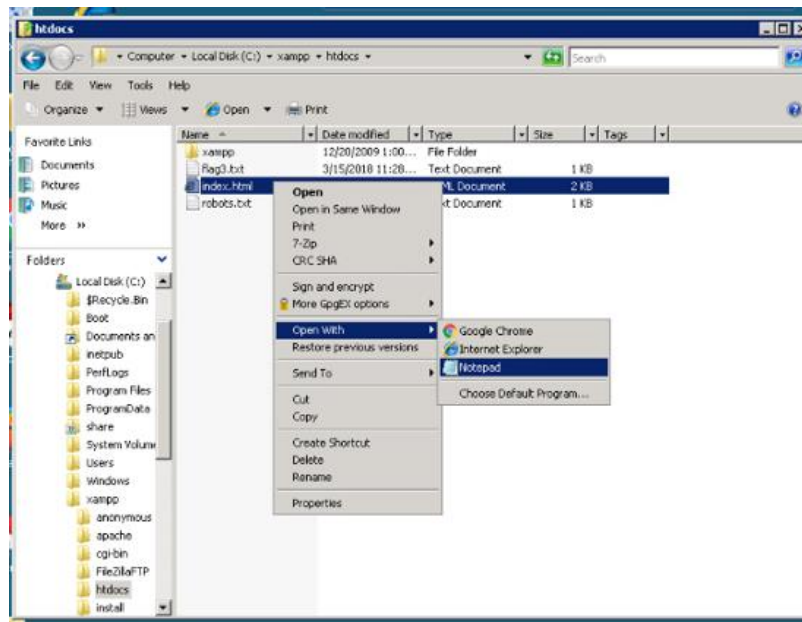 htdocs
Computer Local Disk (C:) xampp htdocs
Search
File Edit View Tools Help
Organize Views Open Print
Favorite Links
Documents
Pictures
Music
More »
Folders
Local Disk (C:)
$Recycle.Bin
Boot
Documents an
inetpub
PerfLogs
Program Files
ProgramData
share
System Volume
Users
Windows
xampp
anonymous
apache
cgi-bin
FileZillaFTP
htdocs
install
Name Date modified Type Size Tags
xampp 12/20/2009 1:00... File Folder
flag3.txt 3/15/2018 11:28... Text Document 1 KB
index.html ML Document 2 KB
robots.txt xt Document 1 KB
Open
Open in Same Window
Print
7-Zip
CRC SHA
Sign and encrypt
More GpgEX options
Open With
Restore previous versions
Send To
Cut
Copy
Create Shortcut
Delete
Rename
Properties
Google Chrome
Internet Explorer
Notepad
Choose Default Program...